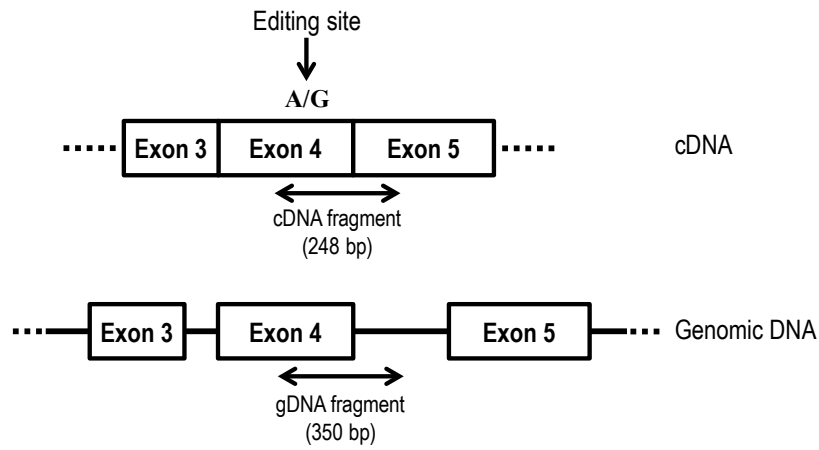 Editing site
A/G
Exon 3 Exon 4 Exon 5 cDNA
cDNA fragment
(248 bp)
Exon 3 Exon 4 Exon 5 Genomic DNA
gDNA fragment
(350 bp)